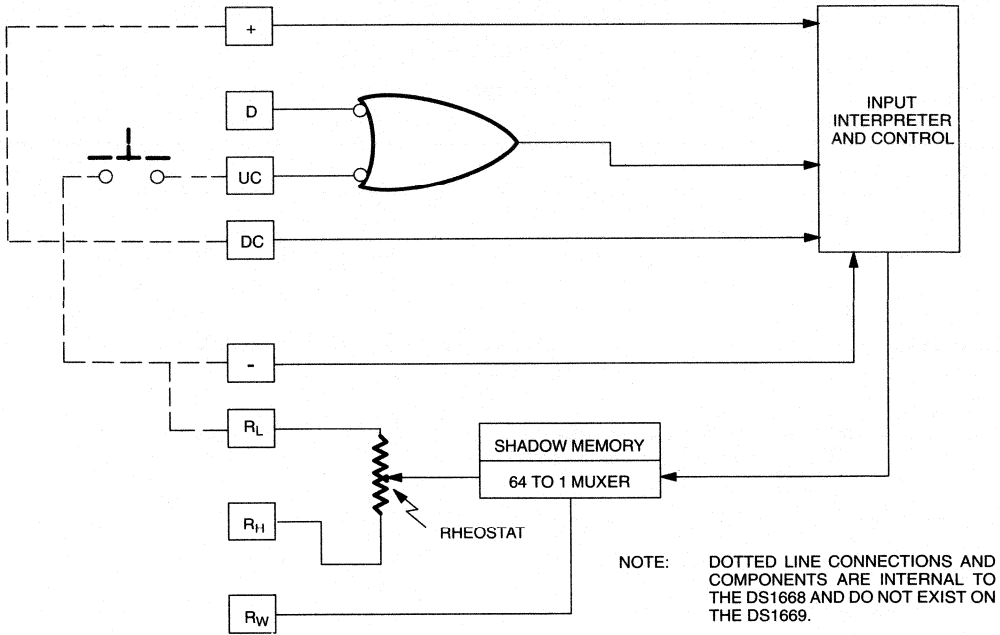 +
D
UC
DC
-
RL
RH
RW
INPUT
INTERPRETER
AND CONTROL
SHADOW MEMORY
64 TO 1 MUXER
RHEOSTAT
NOTE: DOTTED LINE CONNECTIONS AND
COMPONENTS ARE INTERNAL TO
THE DS1668 AND DO NOT EXIST ON
THE DS1669.